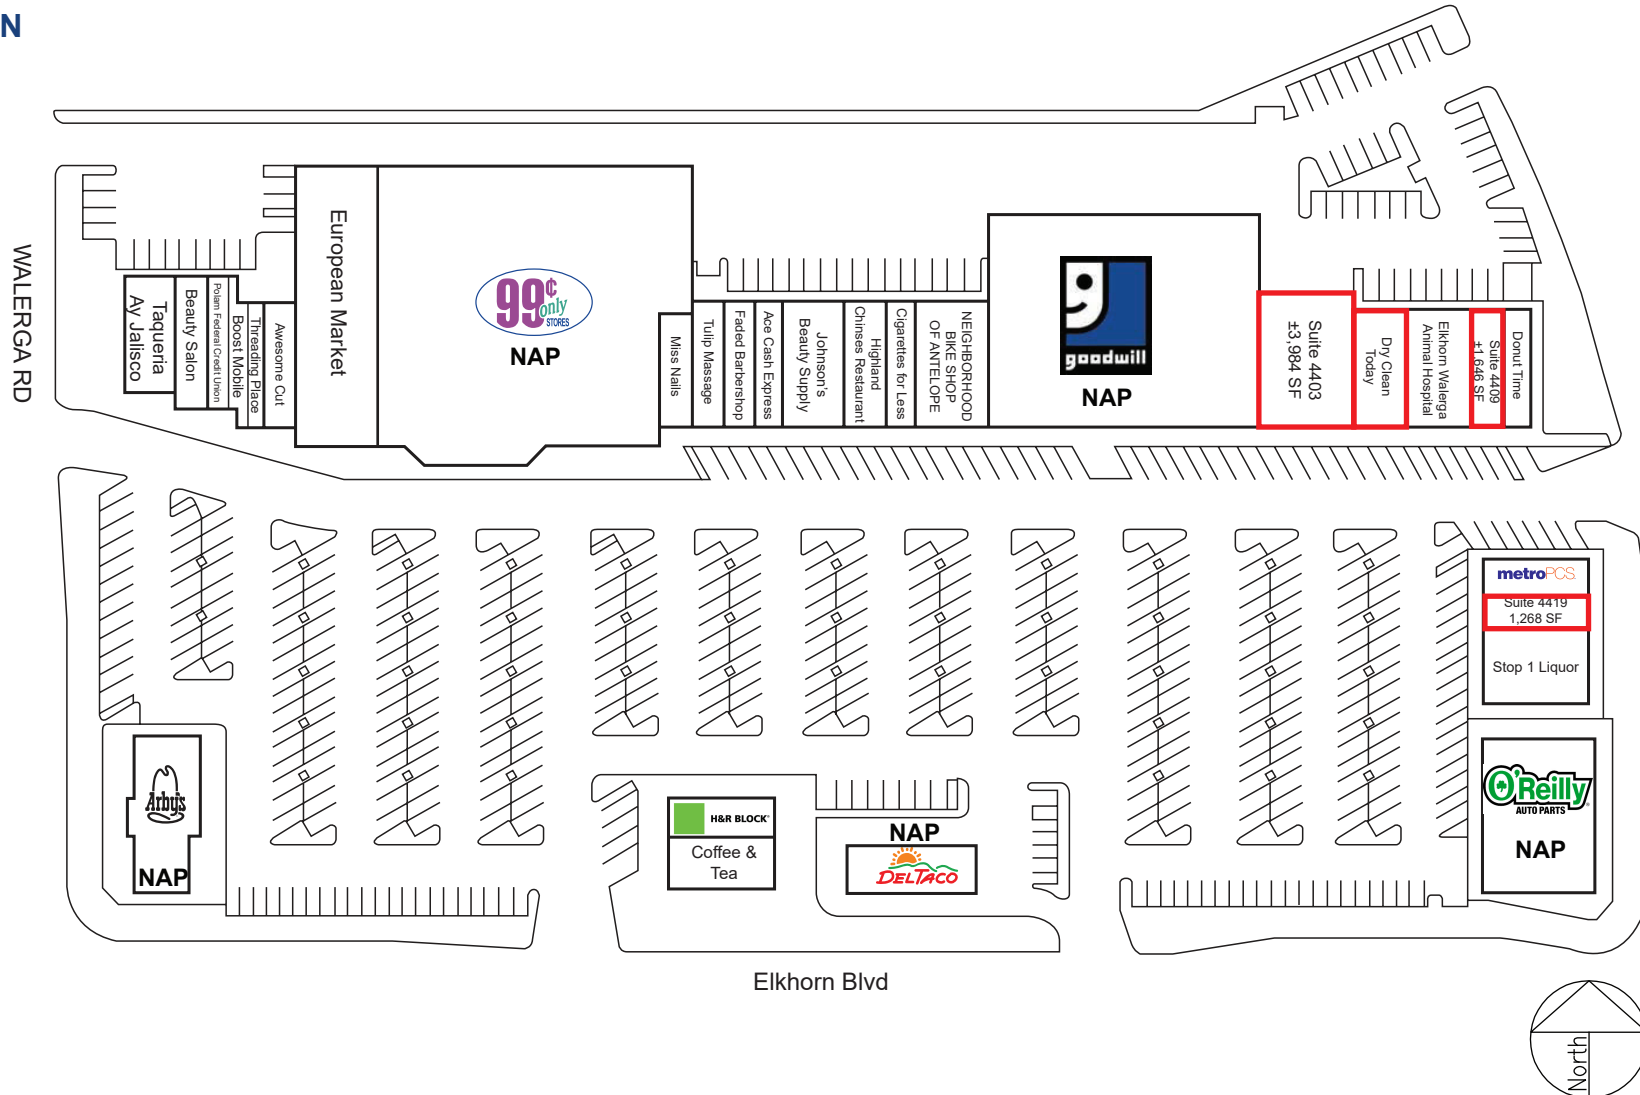 N
WALERGA RD
Taqueria
Ay Jalisco
Beauty Salon
Polam Federal Credit Union
Boost Mobile
Threading Place
Awesome Cut
European Market
99¢
only
STORES
NAP
Miss Nails
Tulip Massage
Faded Barbershop
Ace Cash Express
Johnson's
Beauty Supply
Highland
Chinses Restaurant
Cigarettes for Less
NEIGHBORHOOD
BIKE SHOP
OF ANTELOPE
goodwill
NAP
Suite 4403
±3,984 SF
Dry Clean
Today
Elkhorn Walerga
Animal Hospital
Suite 4409
±1,646 SF
Donut Time
metroPCS.
Suite 4419
1,268 SF
Stop 1 Liquor
O'Reilly
AUTO PARTS
NAP
Arby's
NAP
H&R BLOCK
Coffee &
Tea
NAP
DEL TACO
Elkhorn Blvd
North